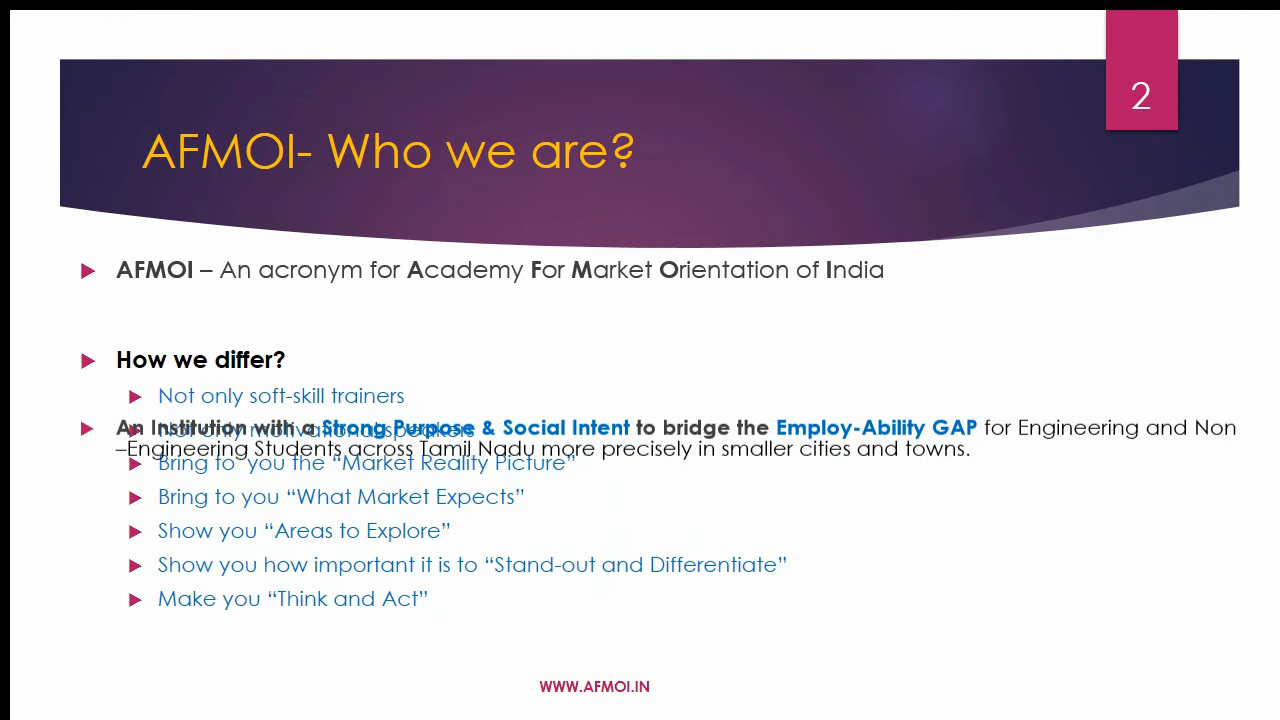 2
AFMOI- Who we are?
AFMOI – An acronym for Academy For Market Orientation of India
How we differ?
Not only soft-skill trainers
Not only motivational speakers
An Institution with a Strong Purpose & Social Intent to bridge the Employ-Ability GAP for Engineering and Non
–Engineering Students across Tamil Nadu more precisely in smaller cities and towns.
Bring to you the “Market Reality Picture”
Bring to you “What Market Expects”
Show you “Areas to Explore”
Show you how important it is to “Stand-out and Differentiate”
Make you “Think and Act”
WWW.AFMOI.IN